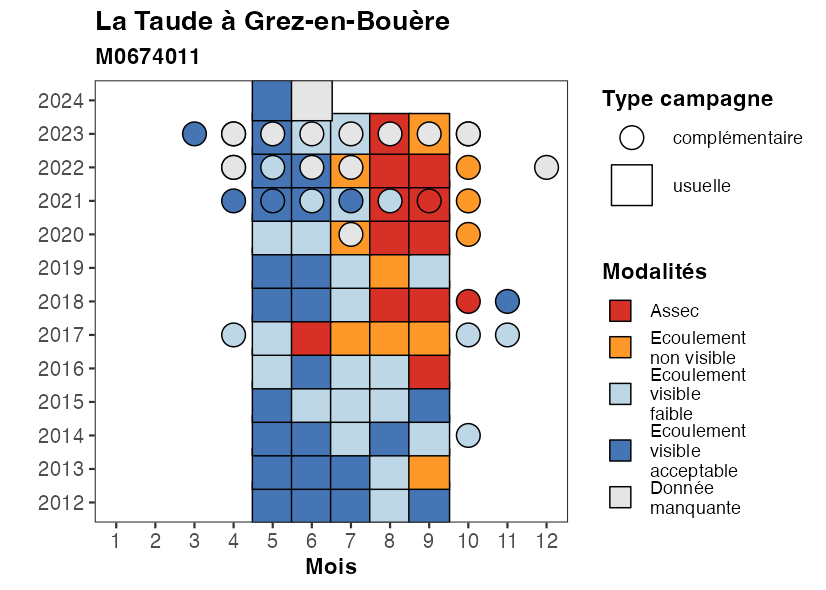 La Taude à Grez-en-Bouère
M0674011
2024
2023
2022
2021
2020
2019
2018
2017
2016
2015
2014
2013
2012
1 2 3 4 5 6 7 8 9 10 11 12
Mois
Type campagne
complémentaire
usuelle
Modalités
Assec
Ecoulement
non visible
Ecoulement
visible
faible
Ecoulement
visible
acceptable
Donnée
manquante